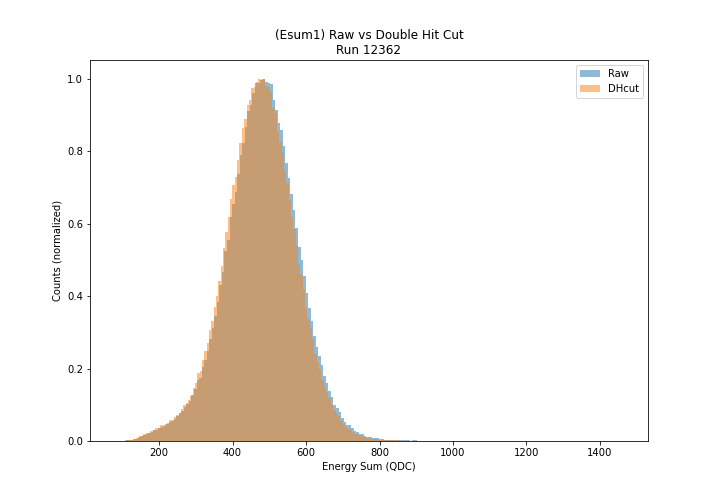 (Esum1) Raw vs Double Hit Cut
Run 12362
Raw
DHcut
Counts (normalized)
1.0
0.8
0.6
0.4
0.2
0.0
200 400 600 800 1000 1200 1400
Energy Sum (QDC)